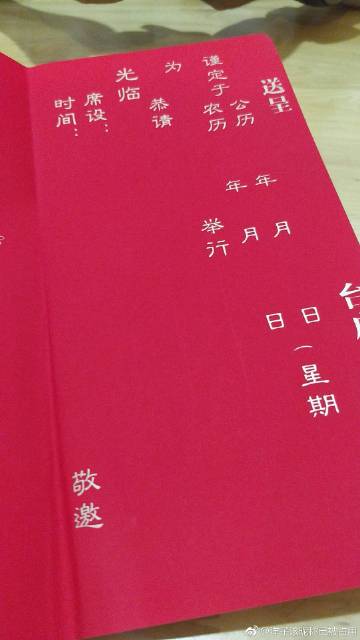 送呈 台
谨定于 公历 年 月 日（星期
农历 年 月 日
为 举行
恭请
光临
席设：
时间： 敬邀